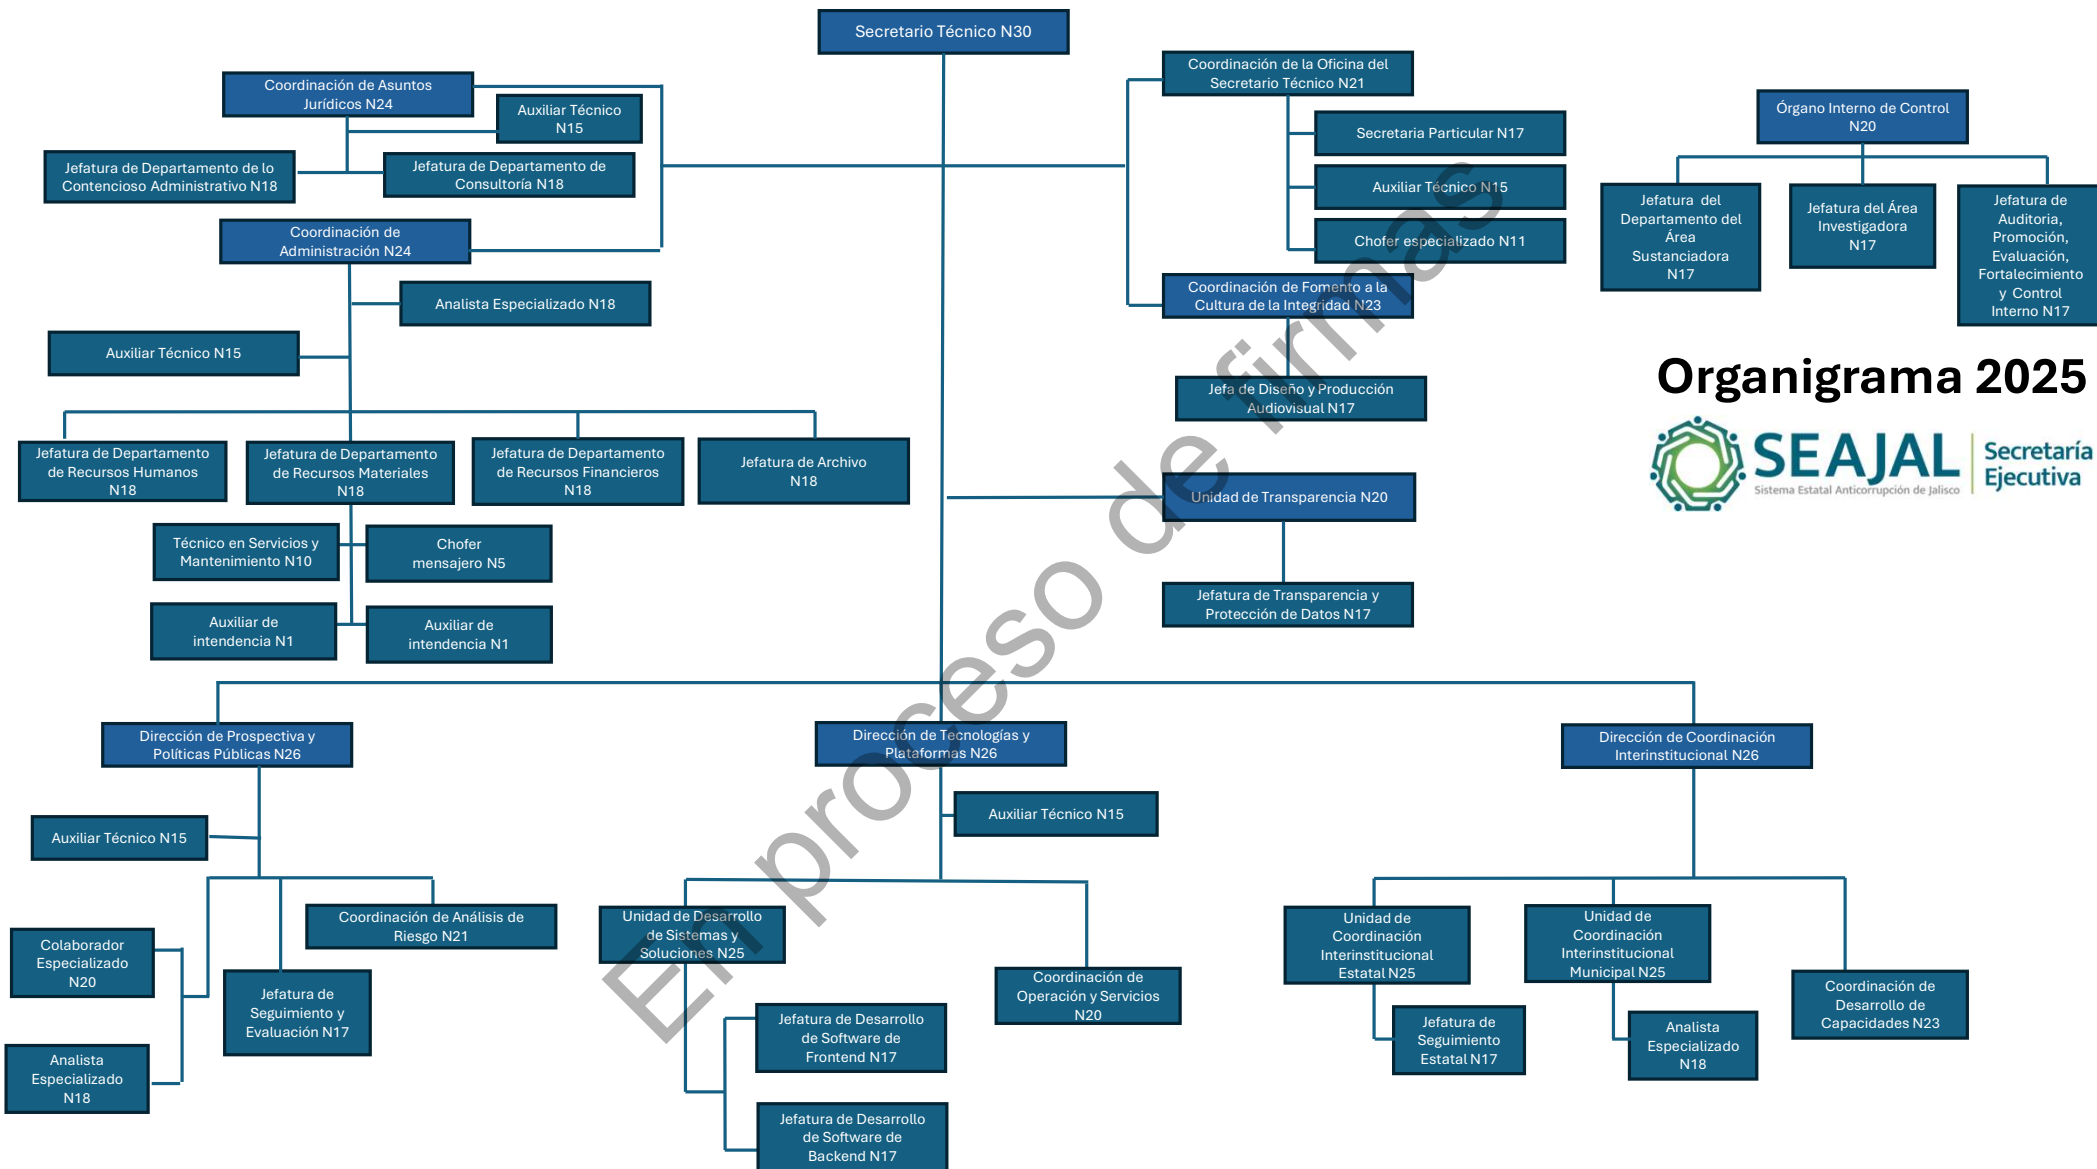 Secretario Técnico N30
Coordinación de Asuntos
Jurídicos N24
Auxiliar Técnico
N15
Jefatura de Departamento de lo
Contencioso Administrativo N18
Jefatura de Departamento de
Consultoría N18
Coordinación de
Administración N24
Analista Especializado N18
Auxiliar Técnico N15
Jefatura de Departamento
de Recursos Humanos
N18
Jefatura de Departamento
de Recursos Materiales
N18
Jefatura de Departamento
de Recursos Financieros
N18
Jefatura de Archivo
N18
Técnico en Servicios y
Mantenimiento N10
Chofer
mensajero N5
Auxiliar de
intendencia N1
Auxiliar de
intendencia N1
Coordinación de la Oficina del
Secretario Técnico N21
Secretaria Particular N17
Auxiliar Técnico N15
Chofer especializado N11
Coordinación de Fomento a la
Cultura de la Integridad N23
Jefa de Diseño y Producción
Audiovisual N17
Unidad de Transparencia N20
Jefatura de Transparencia y
Protección de Datos N17
Órgano Interno de Control
N20
Jefatura del
Departamento del
Área
Sustanciadora
N17
Jefatura del Área
Investigadora
N17
Jefatura de
Auditoria,
Promoción,
Evaluación,
Fortalecimiento
y Control
Interno N17
Organigrama 2025
SEAJAL
Sistema Estatal Anticorrupción de Jalisco
Secretaría
Ejecutiva
Dirección de Prospectiva y
Políticas Públicas N26
Auxiliar Técnico N15
Colaborador
Especializado
N20
Analista
Especializado
N18
Jefatura de
Seguimiento y
Evaluación N17
Coordinación de Análisis de
Riesgo N21
Dirección de Tecnologías y
Plataformas N26
Auxiliar Técnico N15
Unidad de Desarrollo
de Sistemas y
Soluciones N25
Jefatura de Desarrollo
de Software de
Frontend N17
Jefatura de Desarrollo
de Software de
Backend N17
Coordinación de
Operación y Servicios
N20
Dirección de Coordinación
Interinstitucional N26
Unidad de
Coordinación
Interinstitucional
Estatal N25
Jefatura de
Seguimiento
Estatal N17
Unidad de
Coordinación
Interinstitucional
Municipal N25
Analista
Especializado
N18
Coordinación de
Desarrollo de
Capacidades N23
En proceso de firmas